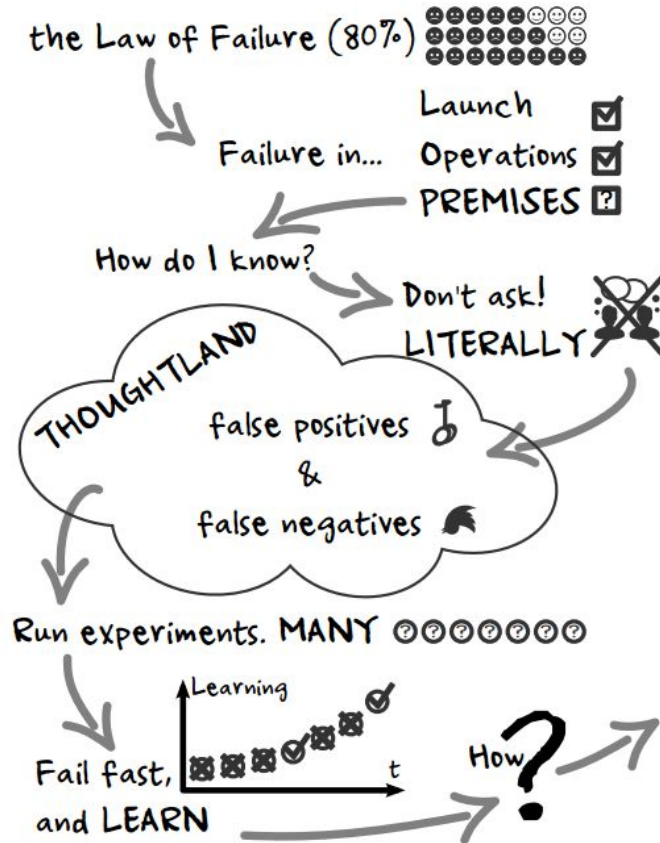 the Law of Failure (80%)
Launch
Failure in... Operations
PREMISES ?
How do I know?
Don't ask!
LITERALLY
THOUGHTLAND
false positives
&
false negatives
Run experiments. MANY ? ? ? ? ? ? ?
Learning
t
Fail fast,
and LEARN
How ?